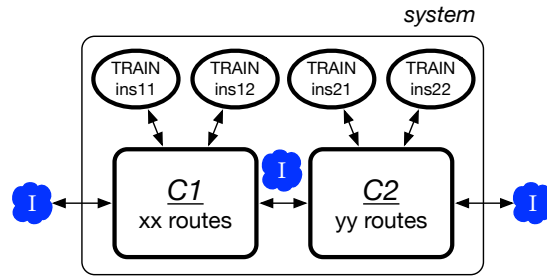 system
TRAIN
ins11
TRAIN
ins12
TRAIN
ins21
TRAIN
ins22
I
C1
xx routes
I
C2
yy routes
I